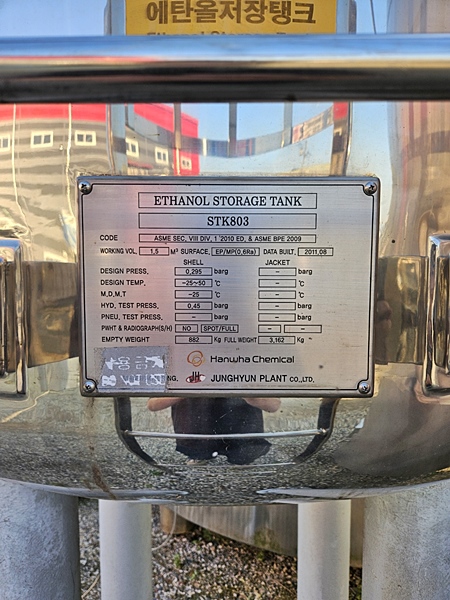 에탄올저장탱크
ETHANOL STORAGE TANK
STK803
CODE ASME SEC, VIII DIV, 1 '2010 ED, & ASME BPE 2009
WORKING VOL. 1,5 M³ SURFACE, EP/MP(0,6Ra) DATA BUILT, 2011,08
SHELL JACKET
DESIGN PRESS, 0,295 barg - barg
DESIGN TEMP, -25~50 ℃ - ℃
M,D,M,T -25 ℃ - ℃
HYD, TEST PRESS, 0,45 barg - barg
PNEU, TEST PRESS, - barg - barg
PWHT & RADIOGRAPH(S/H) NO SPOT/FULL - -
EMPTY WEIGHT 882 Kg FULL WEIGHT 3,162 Kg
Hanwha Chemical
NG. JUNGHYUN PLANT CO.,LTD,